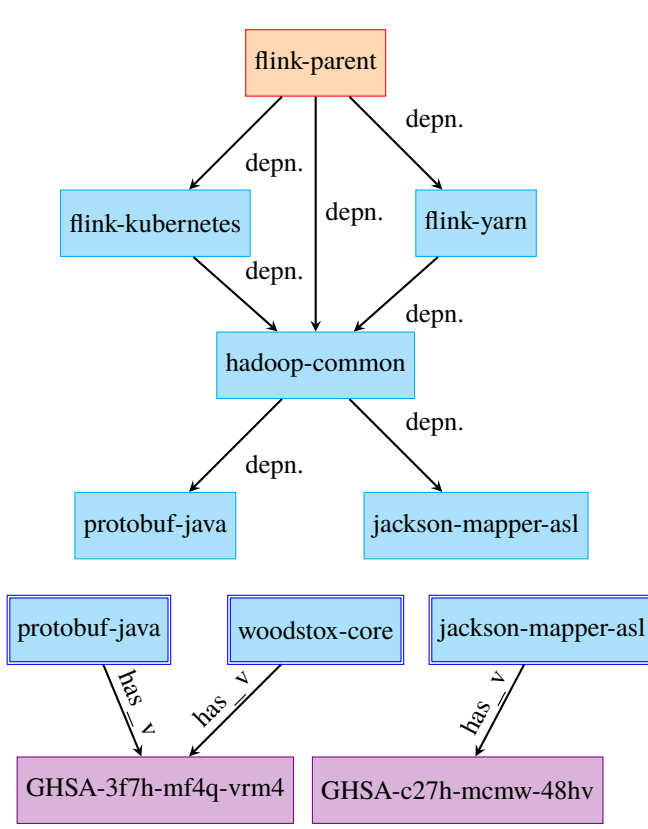 flink-parent
depn.
depn.
depn.
flink-kubernetes
flink-yarn
depn.
depn.
hadoop-common
depn.
depn.
protobuf-java
jackson-mapper-asl
protobuf-java
woodstox-core
jackson-mapper-asl
has_v
has_v
has_v
GHSA-3f7h-mf4q-vrm4
GHSA-c27h-mcmw-48hv